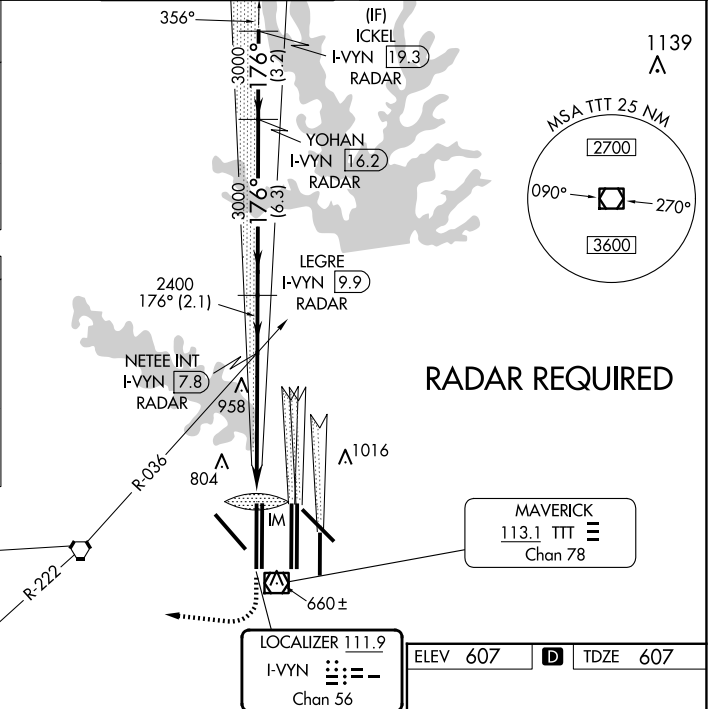 356°
(IF)
ICKEL
I-VYN 19.3
RADAR
1139
3000
176°
(3.2)
MSA TTT 25 NM
2700
090°
270°
3600
YOHAN
I-VYN 16.2
RADAR
3000
176°
(6.3)
LEGRE
I-VYN 9.9
RADAR
2400
176° (2.1)
NETEE INT
I-VYN 7.8
RADAR
958
RADAR REQUIRED
1016
804
R-036
IM
MAVERICK
113.1 TTT
Chan 78
R-222
660±
LOCALIZER 111.9
I-VYN
Chan 56
ELEV 607 D TDZE 607